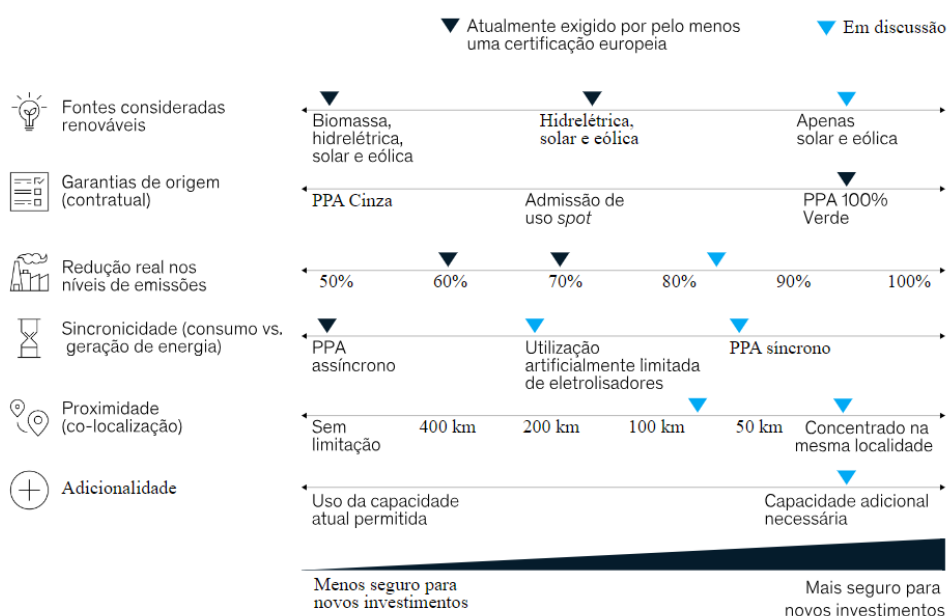 Atualmente exigido por pelo menos
uma certificação europeia
Em discussão
Fontes consideradas
renováveis
Biomassa,
hidrelétrica,
solar e eólica
Hidrelétrica,
solar e eólica
Apenas
solar e eólica
Garantias de origem
(contratual)
PPA Cinza
Admissão de
uso spot
PPA 100%
Verde
Redução real nos
níveis de emissões
50% 60% 70% 80% 90% 100%
Sincronicidade (consumo vs.
geração de energia)
PPA
assíncrono
Utilização
artificialmente limitada
de eletrolisadores
PPA síncrono
Proximidade
(co-localização)
Sem
limitação
400 km 200 km 100 km 50 km
Concentrado na
mesma localidade
Adicionalidade
Uso da capacidade
atual permitida
Capacidade adicional
necessária
Menos seguro para
novos investimentos
Mais seguro para
novos investimentos